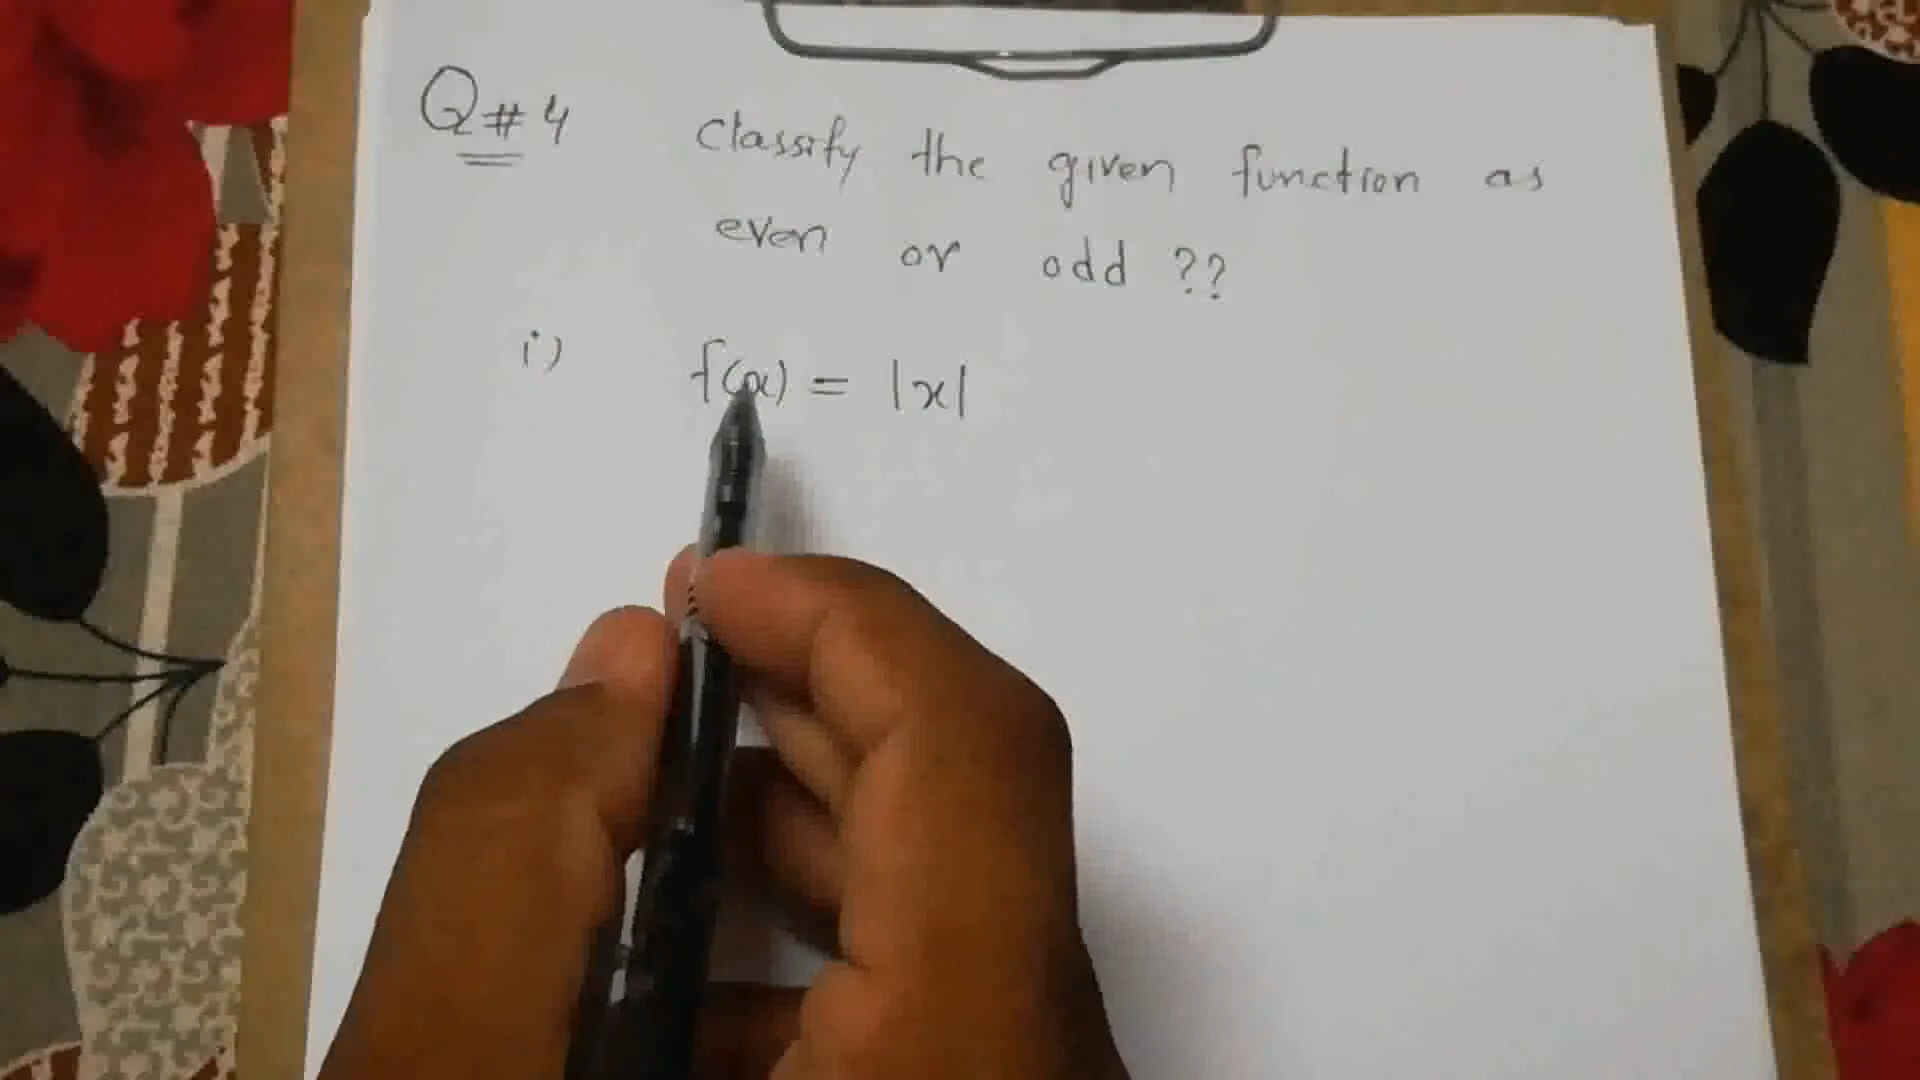 Q#4 Classify the given function as
even or odd ??
i) f(x) = |x|